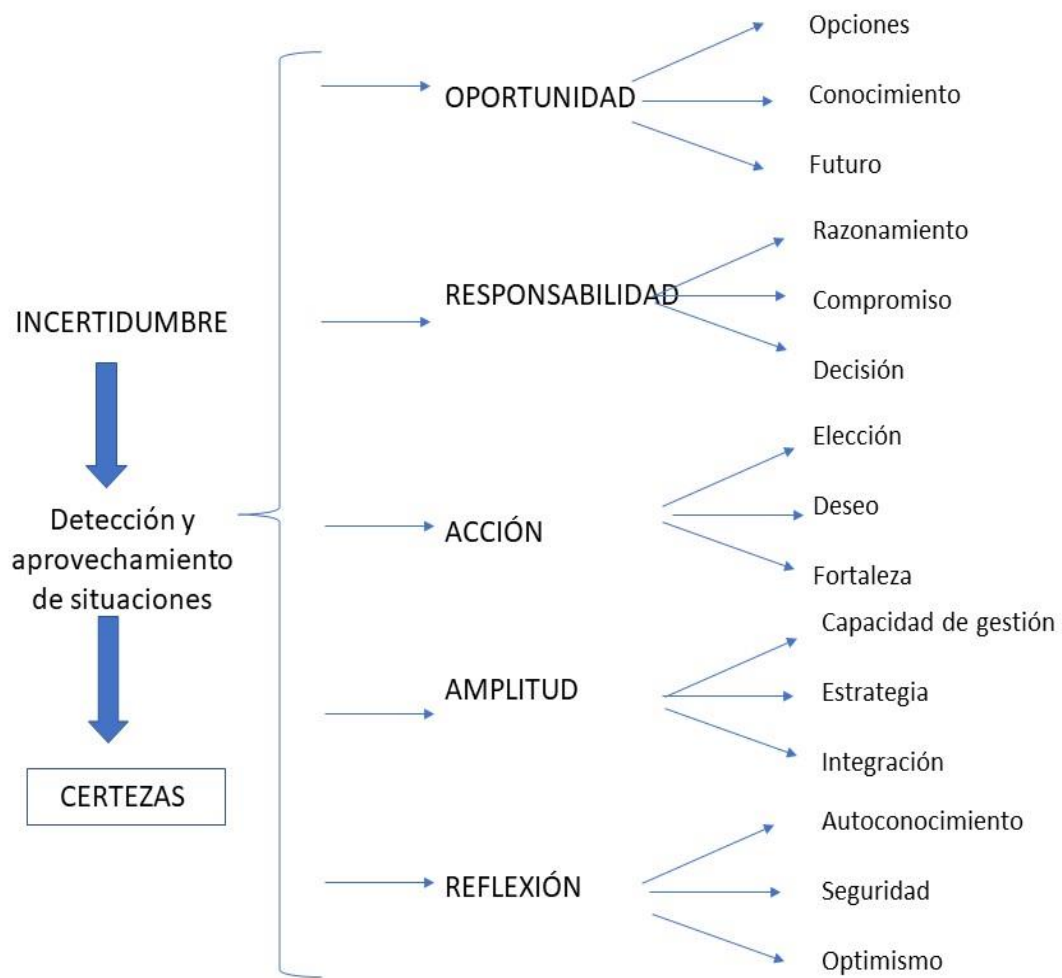 INCERTIDUMBRE
Detección y
aprovechamiento
de situaciones
CERTEZAS
OPORTUNIDAD
Opciones
Conocimiento
Futuro
RESPONSABILIDAD
Razonamiento
Compromiso
Decisión
ACCIÓN
Elección
Deseo
Fortaleza
AMPLITUD
Capacidad de gestión
Estrategia
Integración
REFLEXIÓN
Autoconocimiento
Seguridad
Optimismo